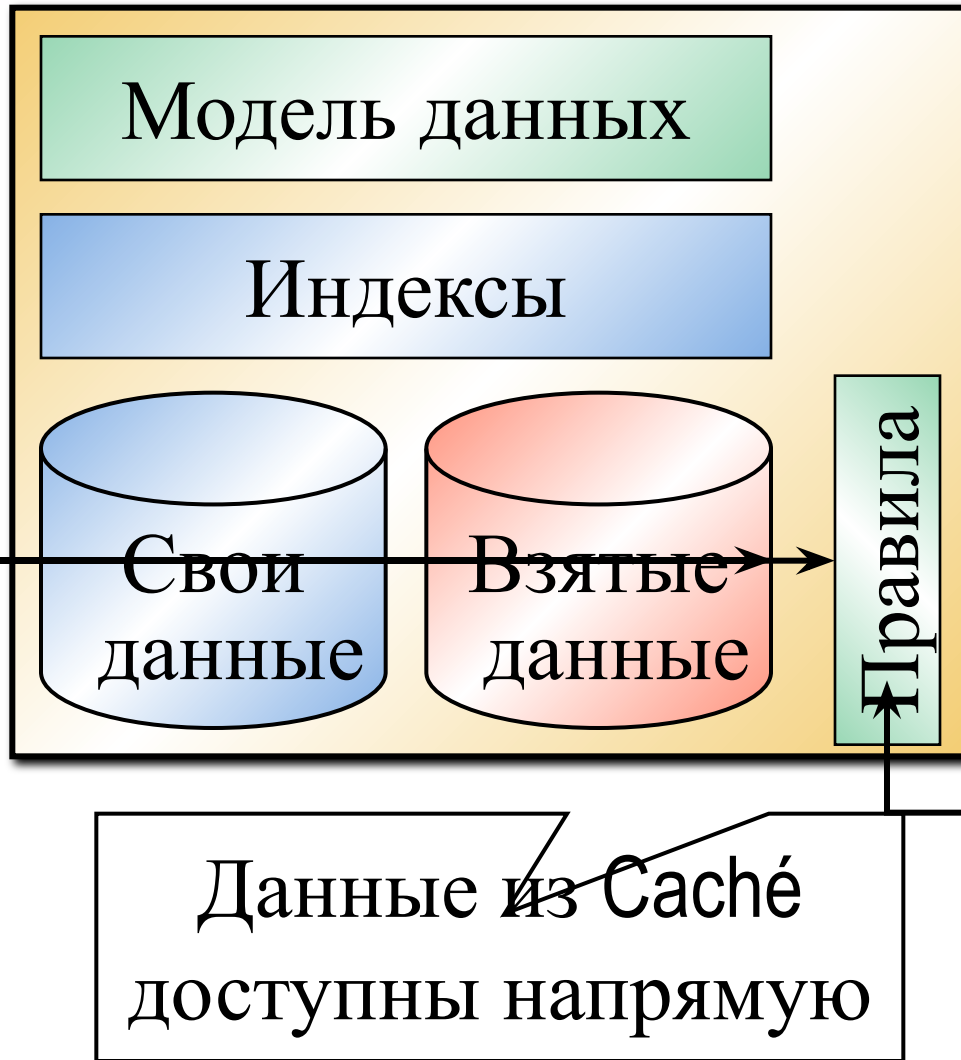 Модель данных
Индексы
Свои
данные
Взятые
данные
Правила
Данные из Caché
доступны напрямую